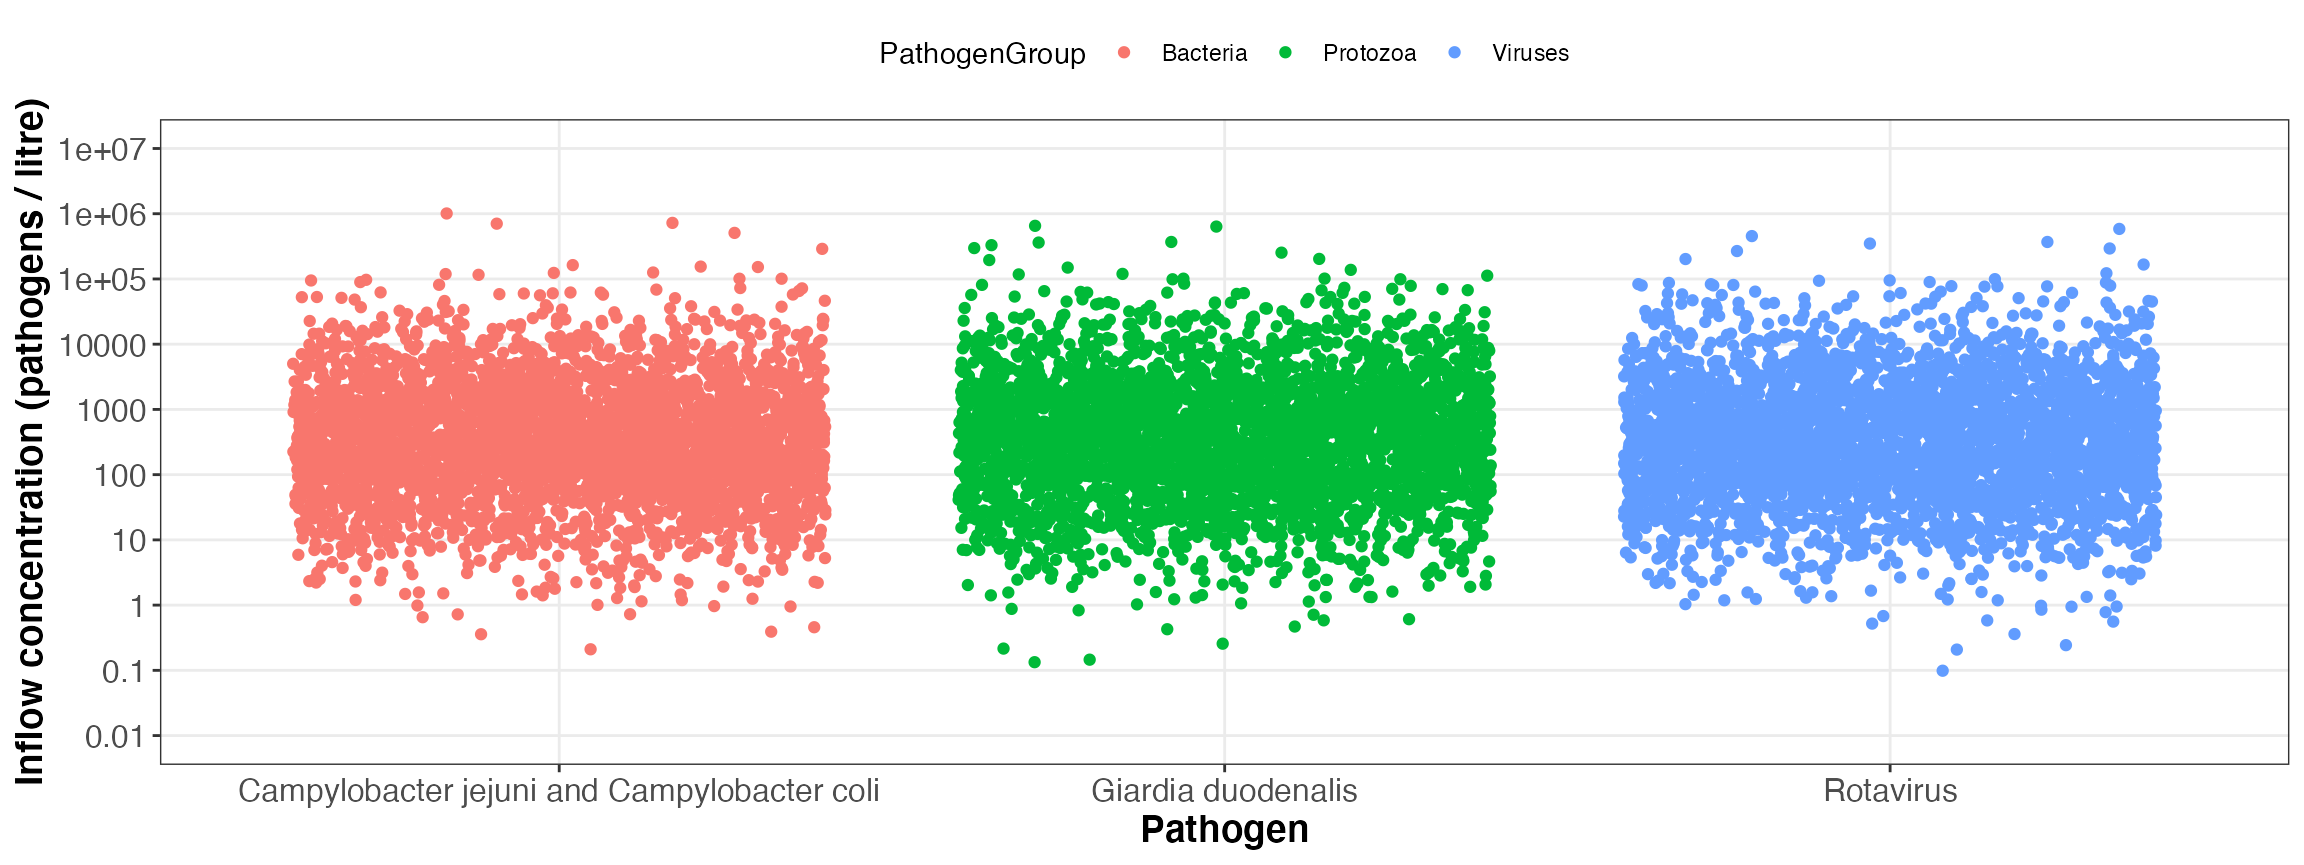 PathogenGroup Bacteria Protozoa Viruses
Inflow concentration (pathogens / litre)
1e+07
1e+06
1e+05
10000
1000
100
10
1
0.1
0.01
Campylobacter jejuni and Campylobacter coli Giardia duodenalis Rotavirus
Pathogen